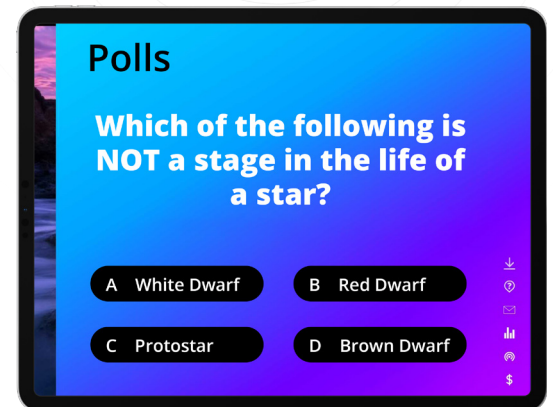 Polls
Which of the following is
NOT a stage in the life of
a star?
A White Dwarf
B Red Dwarf
C Protostar
D Brown Dwarf
$